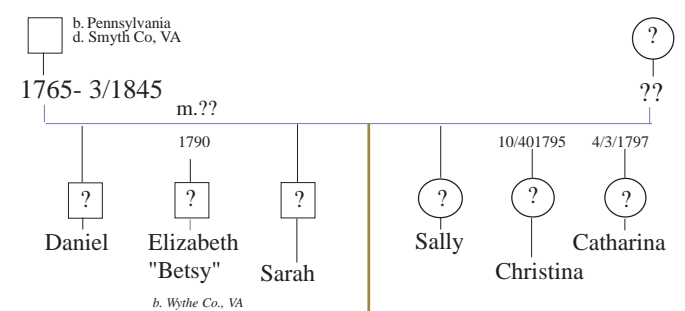 b. Pennsylvania
d. Smyth Co, VA
?
1765- 3/1845
??
m.??
1790
10/401795
4/3/1797
?
?
?
?
?
?
Daniel
Elizabeth
"Betsy"
Sarah
Sally
Christina
Catharina
b. Wythe Co., VA